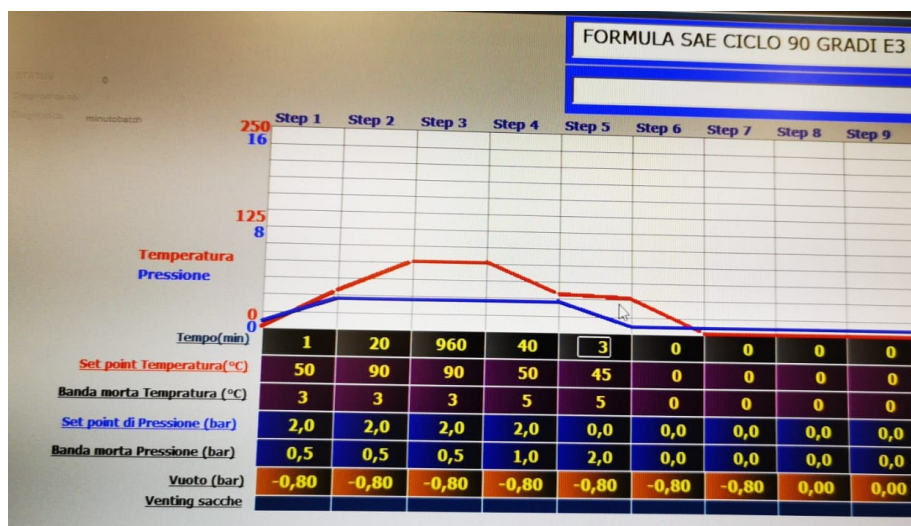 FORMULA SAE CICLO 90 GRADI E3
STATUS 0
minutobatch
Step 1 Step 2 Step 3 Step 4 Step 5 Step 6 Step 7 Step 8 Step 9
250
16
125
8
Temperatura
Pressione
0
0
Tempo(min) 1 20 960 40 3 0 0 0 0
Set point Temperatura(°C) 50 90 90 50 45 0 0 0 0
Banda morta Tempratura (°C) 3 3 3 5 5 0 0 0 0
Set point di Pressione (bar) 2,0 2,0 2,0 2,0 0,0 0,0 0,0 0,0 0,0
Banda morta Pressione (bar) 0,5 0,5 0,5 1,0 2,0 0,0 0,0 0,0 0,0
Vuoto (bar) -0,80 -0,80 -0,80 -0,80 -0,80 -0,80 -0,80 0,00 0,00
Venting sacche